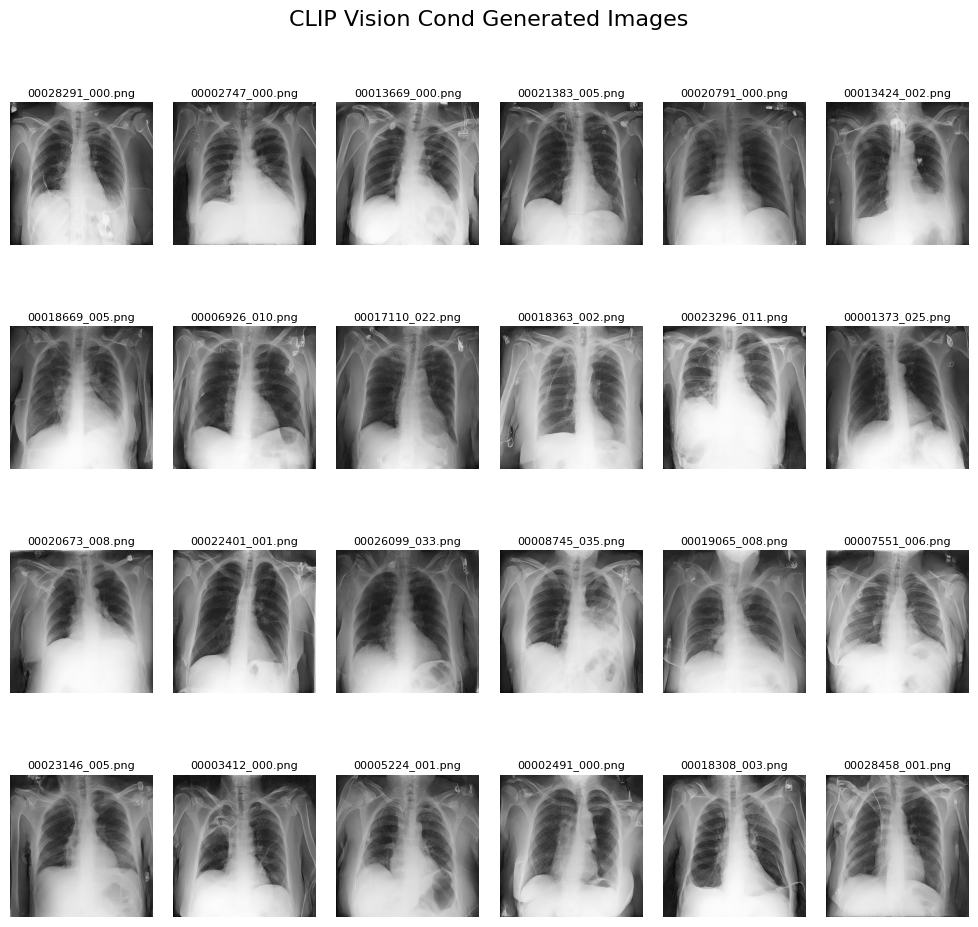 CLIP Vision Cond Generated Images
00028291_000.png 00002747_000.png 00013669_000.png 00021383_005.png 00020791_000.png 00013424_002.png
00018669_005.png 00006926_010.png 00017110_022.png 00018363_002.png 00023296_011.png 00001373_025.png
00020673_008.png 00022401_001.png 00026099_033.png 00008745_035.png 00019065_008.png 00007551_006.png
00023146_005.png 00003412_000.png 00005224_001.png 00002491_000.png 00018308_003.png 00028458_001.png